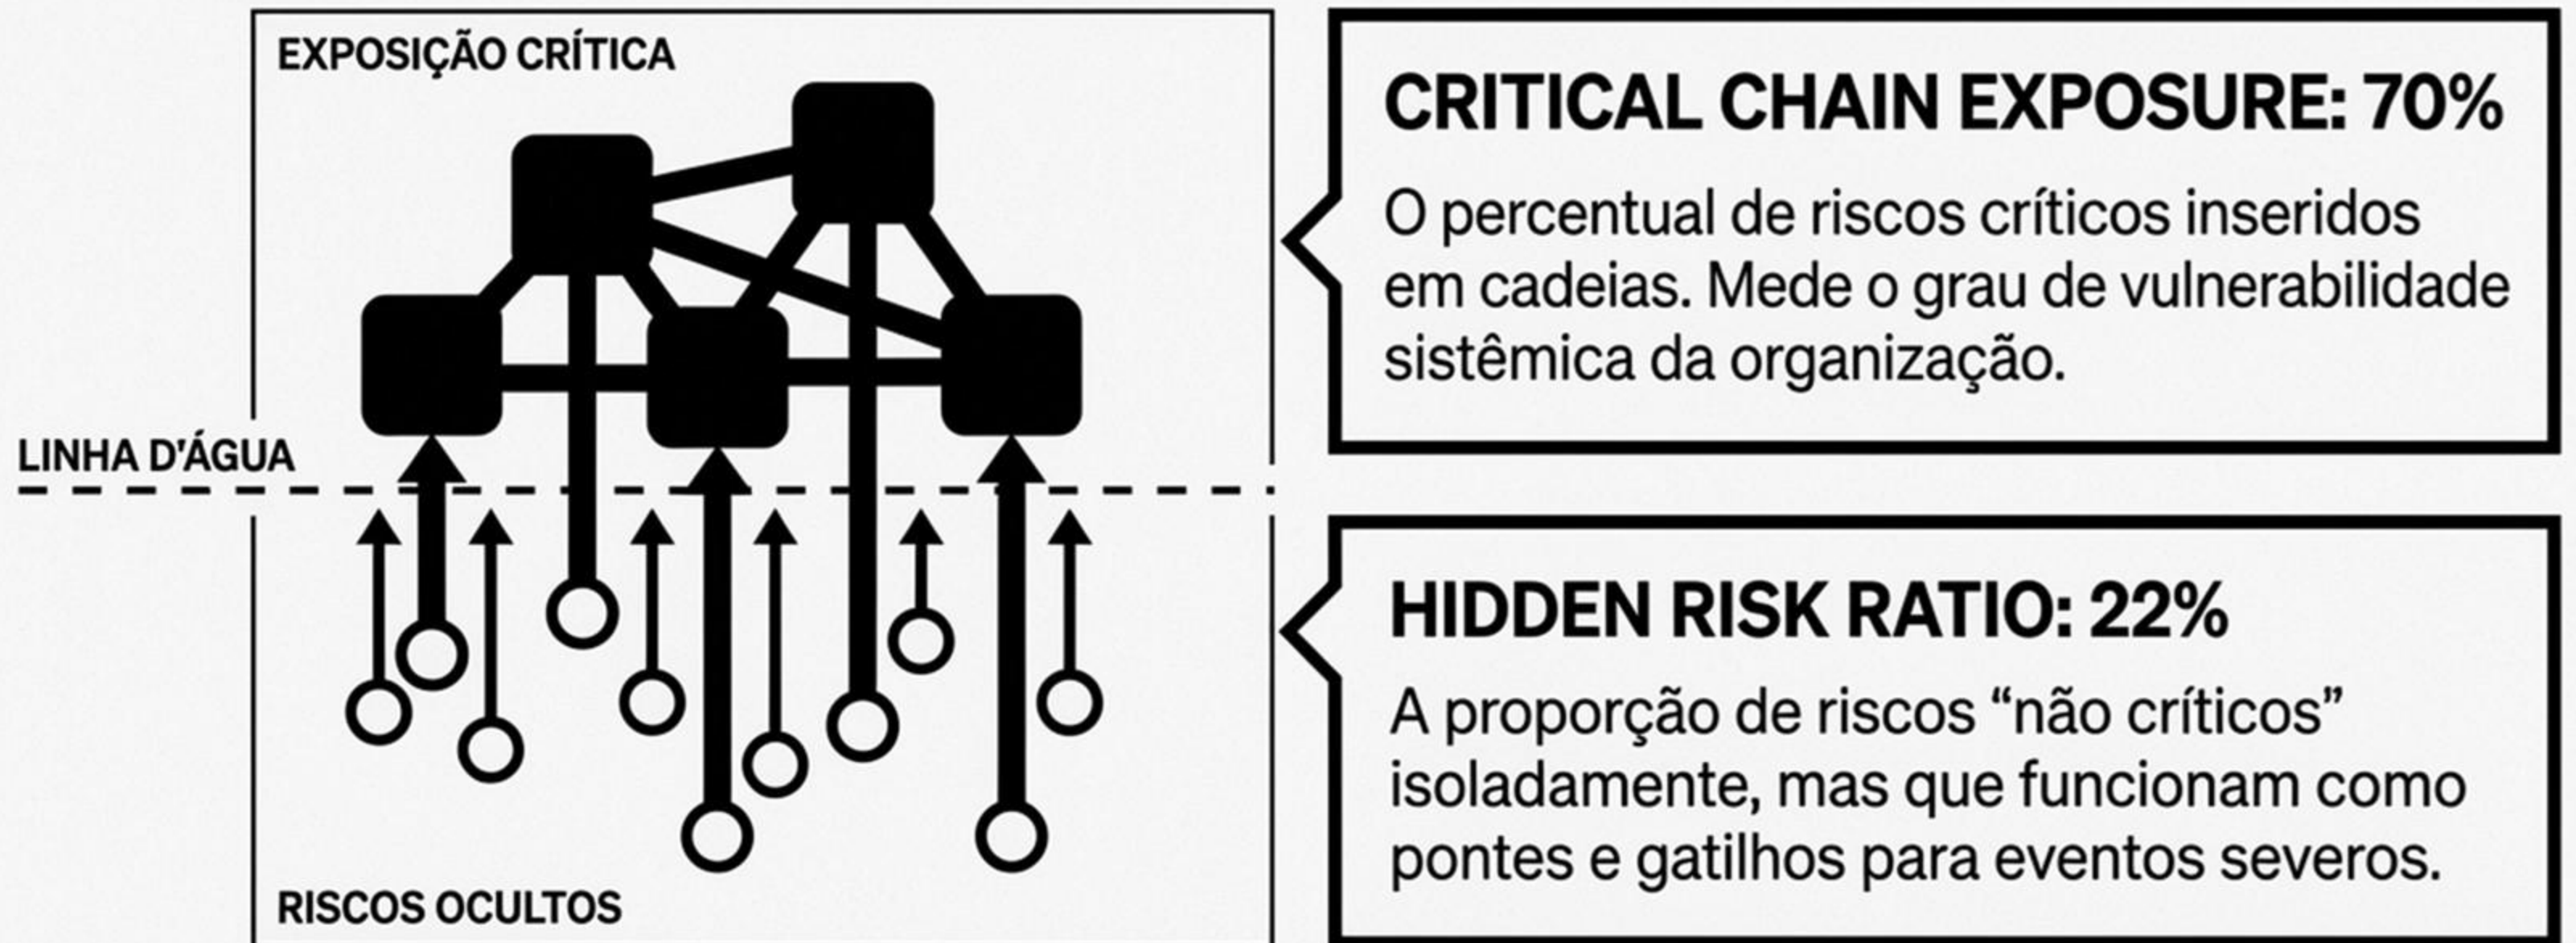 EXPOSIÇÃO CRÍTICA
LINHA D'ÁGUA
RISCOS OCULTOS
CRITICAL CHAIN EXPOSURE: 70%
O percentual de riscos críticos inseridos
em cadeias. Mede o grau de vulnerabilidade
sistêmica da organização.
HIDDEN RISK RATIO: 22%
A proporção de riscos “não críticos”
isoladamente, mas que funcionam como
pontes e gatilhos para eventos severos.